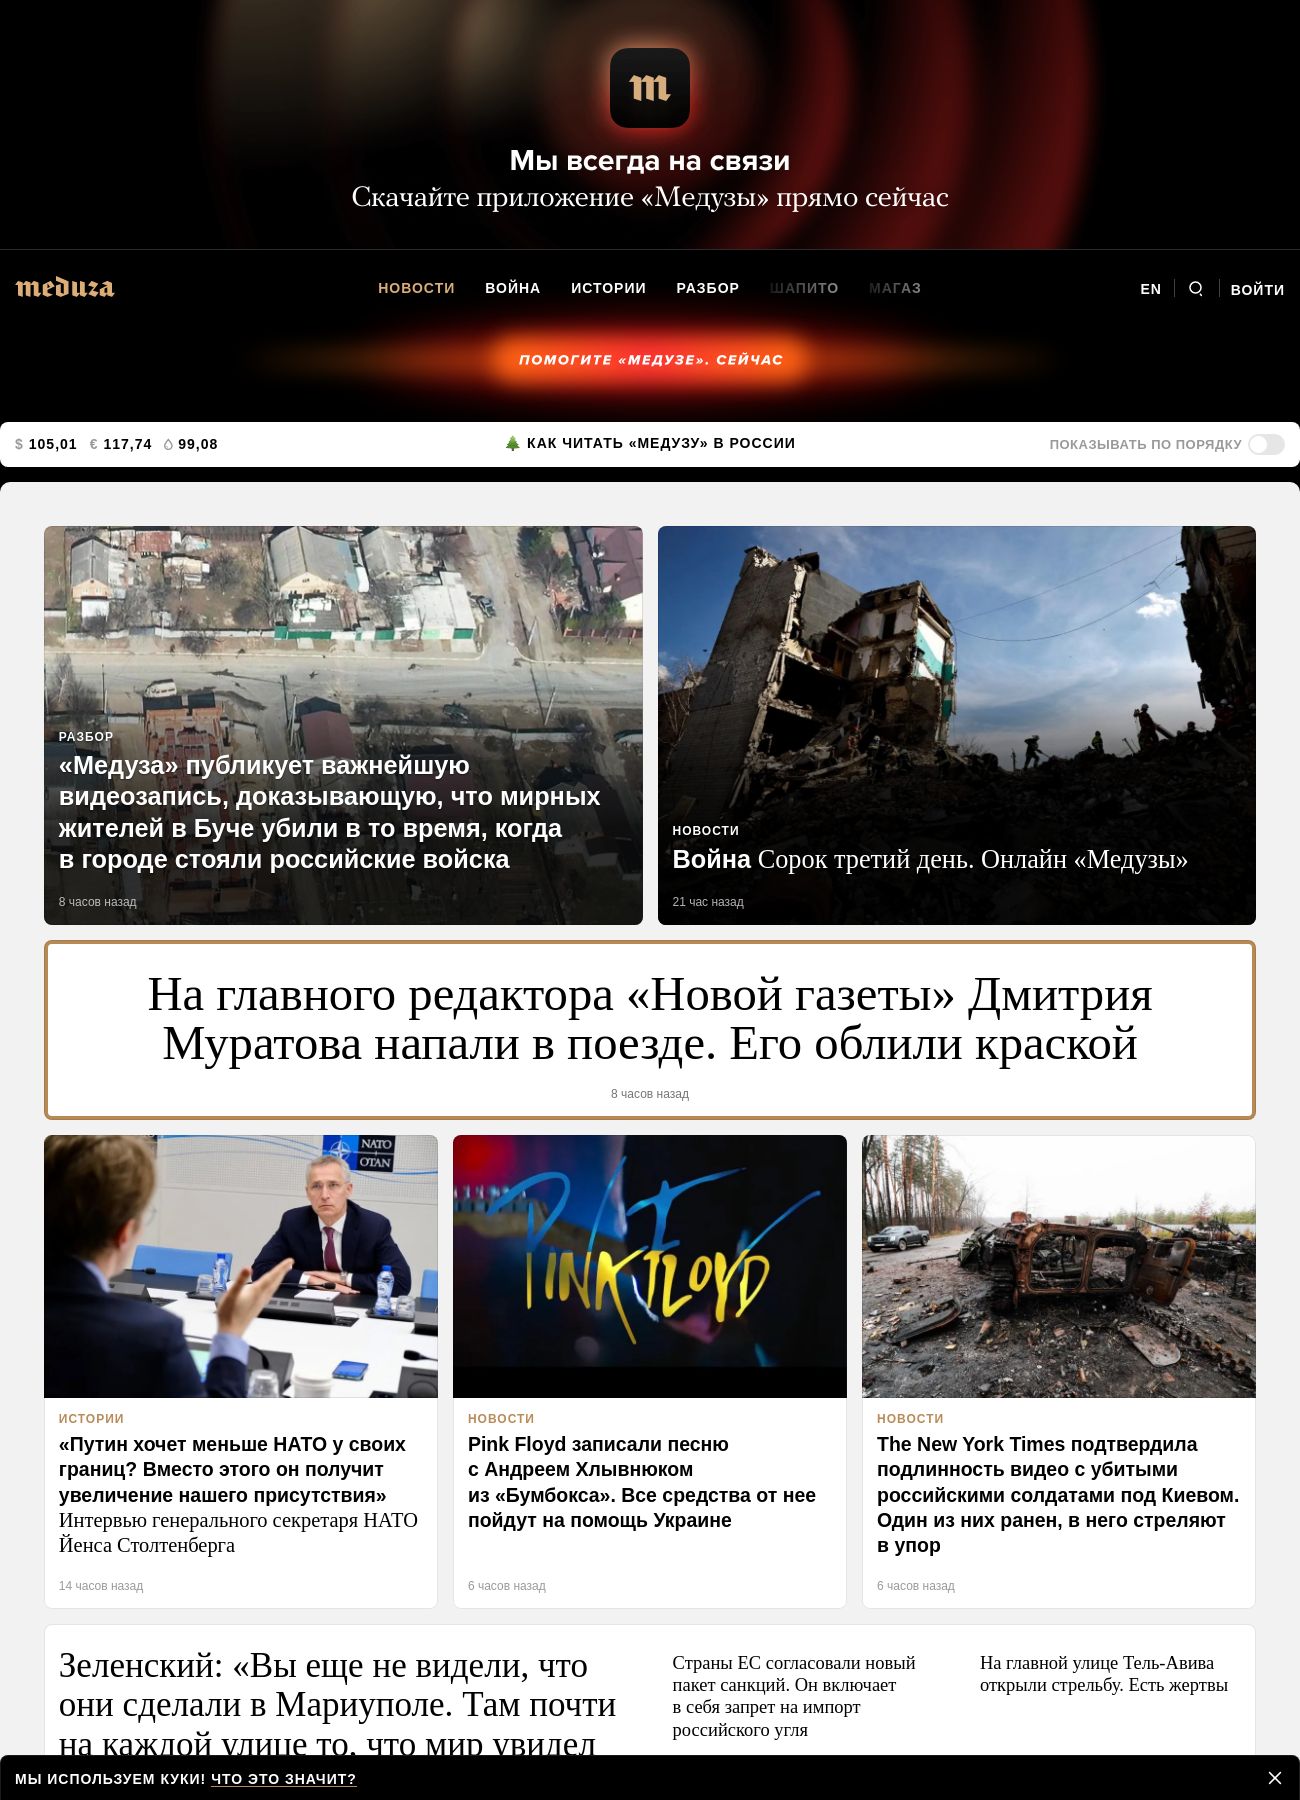 m
Мы всегда на связи
Скачайте приложение «Медузы» прямо сейчас
meduza
НОВОСТИ ВОЙНА ИСТОРИИ РАЗБОР ШАПИТО МАГАЗ
EN ВОЙТИ
ПОМОГИТЕ «МЕДУЗЕ». СЕЙЧАС
$ 105,01 € 117,74 99,08
КАК ЧИТАТЬ «МЕДУЗУ» В РОССИИ
ПОКАЗЫВАТЬ ПО ПОРЯДКУ
РАЗБОР
«Медуза» публикует важнейшую
видеозапись, доказывающую, что мирных
жителей в Буче убили в то время, когда
в городе стояли российские войска
8 часов назад
НОВОСТИ
Война Сорок третий день. Онлайн «Медузы»
21 час назад
На главного редактора «Новой газеты» Дмитрия
Муратова напали в поезде. Его облили краской
8 часов назад
NATO
OTAN
ИСТОРИИ
«Путин хочет меньше НАТО у своих
границ? Вместо этого он получит
увеличение нашего присутствия»
Интервью генерального секретаря НАТО
Йенса Столтенберга
14 часов назад
PINK FLOYD
НОВОСТИ
Pink Floyd записали песню
с Андреем Хлывнюком
из «Бумбокса». Все средства от нее
пойдут на помощь Украине
6 часов назад
НОВОСТИ
The New York Times подтвердила
подлинность видео с убитыми
российскими солдатами под Киевом.
Один из них ранен, в него стреляют
в упор
6 часов назад
Зеленский: «Вы еще не видели, что
они сделали в Мариуполе. Там почти
на каждой улице то, что мир увидел
Страны ЕС согласовали новый
пакет санкций. Он включает
в себя запрет на импорт
российского угля
На главной улице Тель-Авива
открыли стрельбу. Есть жертвы
МЫ ИСПОЛЬЗУЕМ КУКИ! ЧТО ЭТО ЗНАЧИТ?